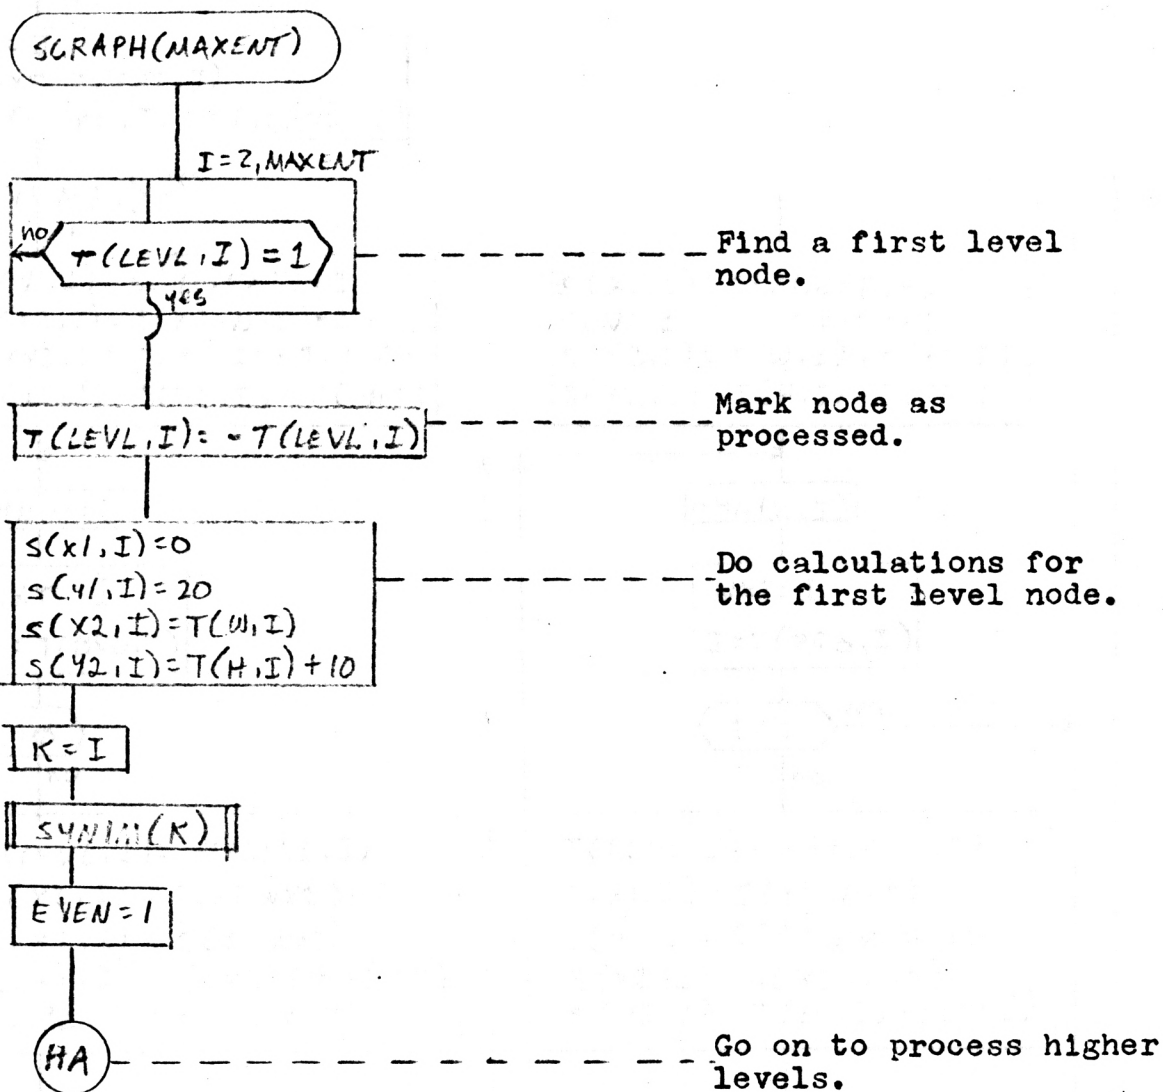 SGRAPH(MAXENT)
I=2,MAXENT
no
T(LEVL,I)=1
yes
Find a first level
node.
T(LEVL,I)=-T(LEVL,I)
Mark node as
processed.
S(X1,I)=0
S(Y1,I)=20
S(X2,I)=T(W,I)
S(Y2,I)=T(H,I)+10
Do calculations for
the first level node.
K=I
(K)
EVEN=1
HA
Go on to process higher
levels.